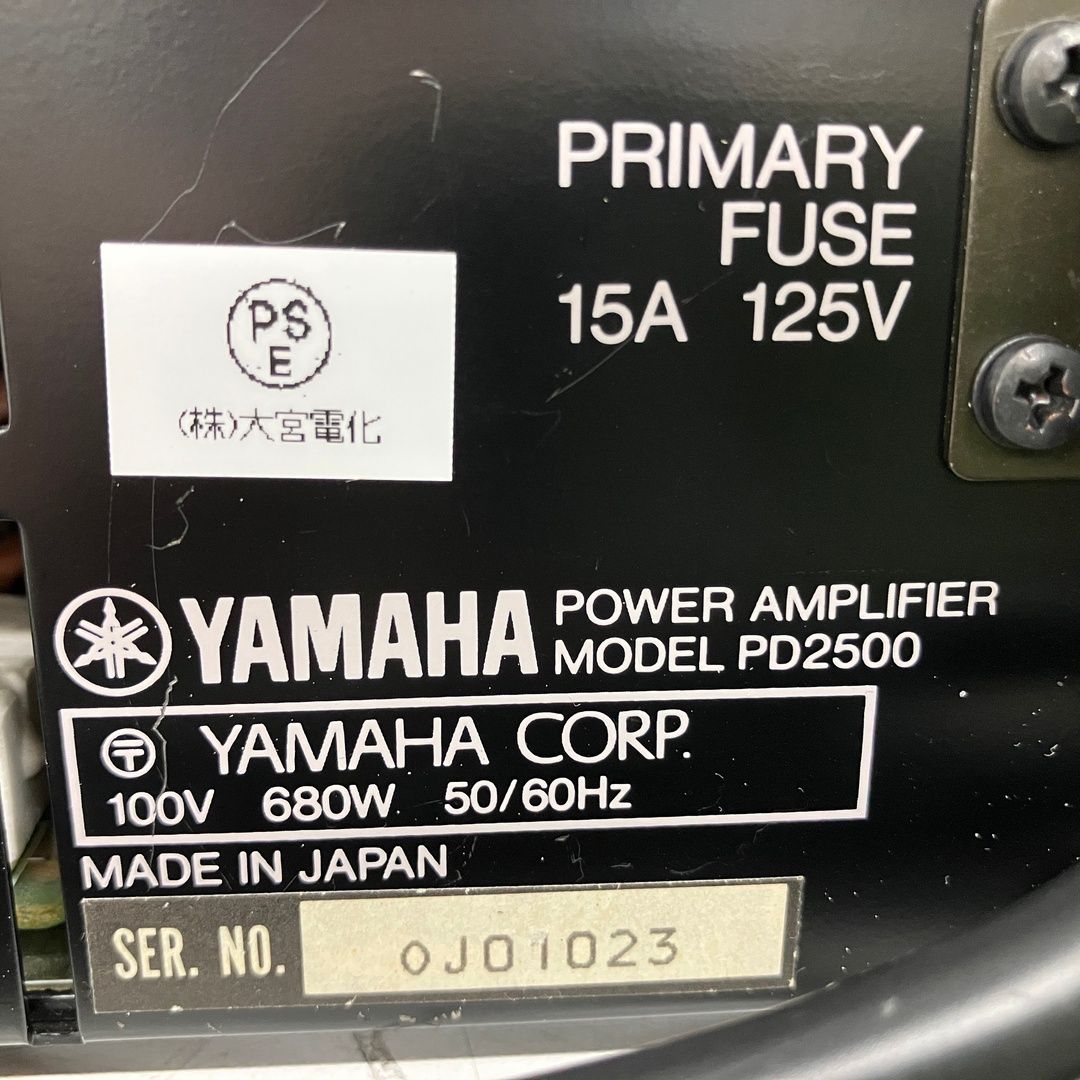 PRIMARY
FUSE
15A 125V
PS
E
(株)大宮電化
YAMAHA
POWER AMPLIFIER
MODEL PD2500
〒 YAMAHA CORP.
100V 680W 50/60Hz
MADE IN JAPAN
SER. NO. oJ01023